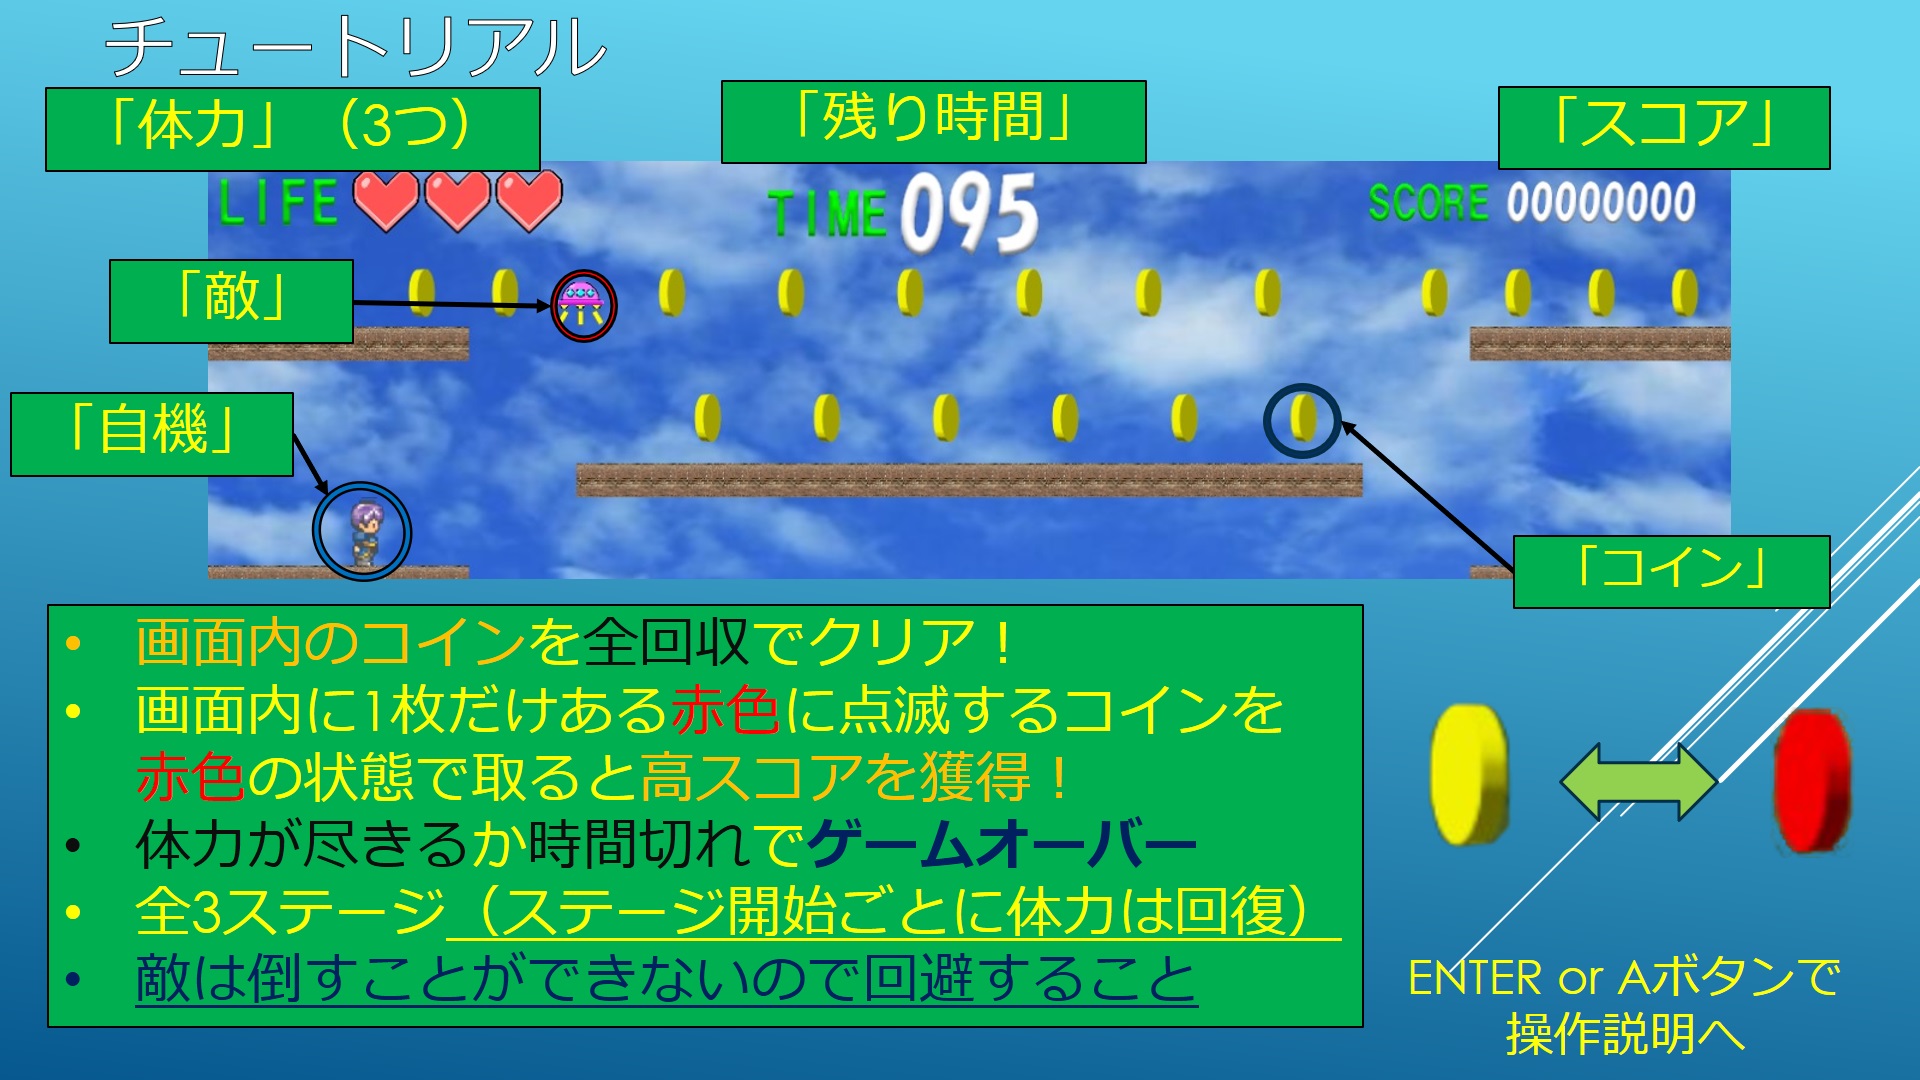 チュートリアル
「体力」（3つ）
「残り時間」
「スコア」
LIFE
TIME 095
SCORE 00000000
「敵」
「自機」
「コイン」
• 画面内のコインを全回収でクリア！
• 画面内に1枚だけある赤色に点滅するコインを
赤色の状態で取ると高スコアを獲得！
• 体力が尽きるか時間切れでゲームオーバー
• 全3ステージ（ステージ開始ごとに体力は回復）
• 敵は倒すことができないので回避すること
ENTER or Aボタンで
操作説明へ